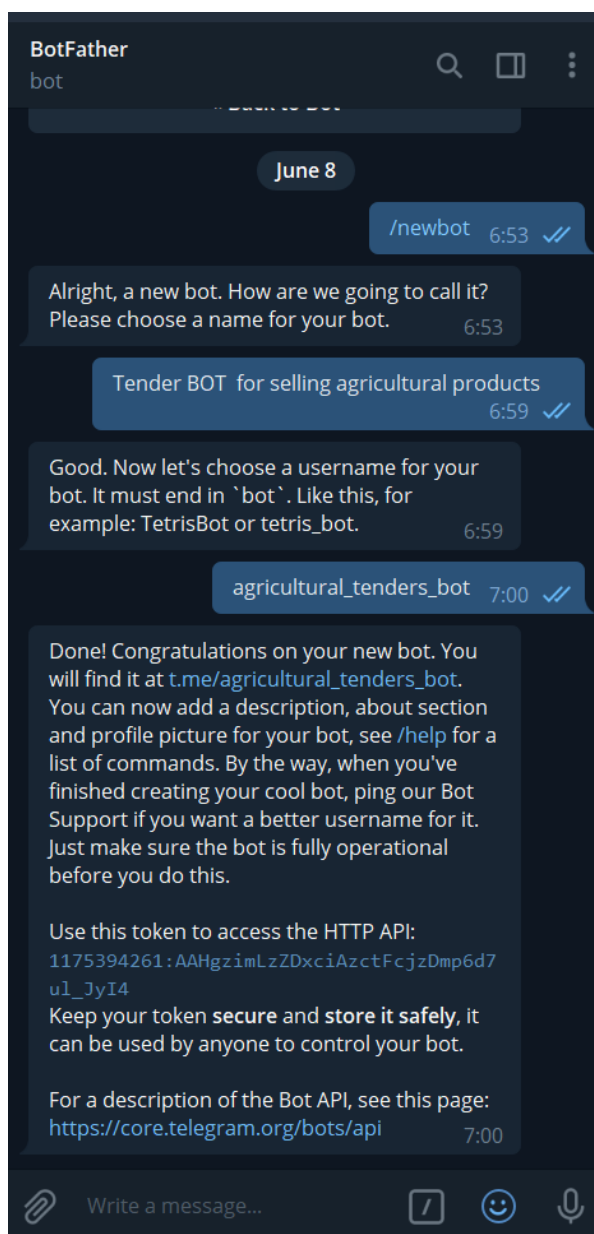 BotFather
bot
June 8
/newbot 6:53
Alright, a new bot. How are we going to call it?
Please choose a name for your bot. 6:53
Tender BOT  for selling agricultural products
6:59
Good. Now let's choose a username for your
bot. It must end in `bot`. Like this, for
example: TetrisBot or tetris_bot. 6:59
agricultural_tenders_bot 7:00
Done! Congratulations on your new bot. You
will find it at t.me/agricultural_tenders_bot.
You can now add a description, about section
and profile picture for your bot, see /help for a
list of commands. By the way, when you've
finished creating your cool bot, ping our Bot
Support if you want a better username for it.
Just make sure the bot is fully operational
before you do this.
Use this token to access the HTTP API:
1175394261:AAHgzimLzZDxciAzctFcjzDmp6d7
ul_JyI4
Keep your token secure and store it safely, it
can be used by anyone to control your bot.
For a description of the Bot API, see this page:
https://core.telegram.org/bots/api 7:00
Write a message...